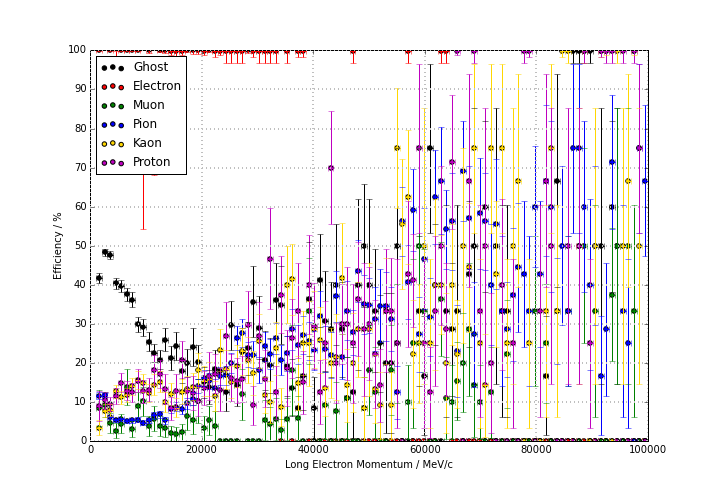 100
90
80
70
60
50
40
30
20
10
0
Efficiency / %
Ghost
Electron
Muon
Pion
Kaon
Proton
0 20000 40000 60000 80000 100000
Long Electron Momentum / MeV/c